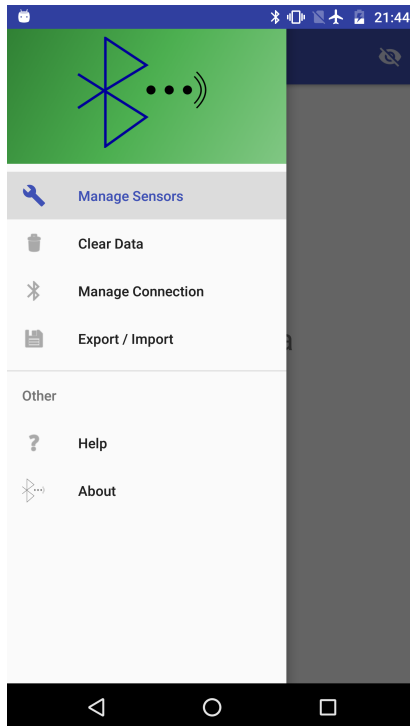 21:44
Manage Sensors
Clear Data
Manage Connection
Export / Import
Other
Help
About